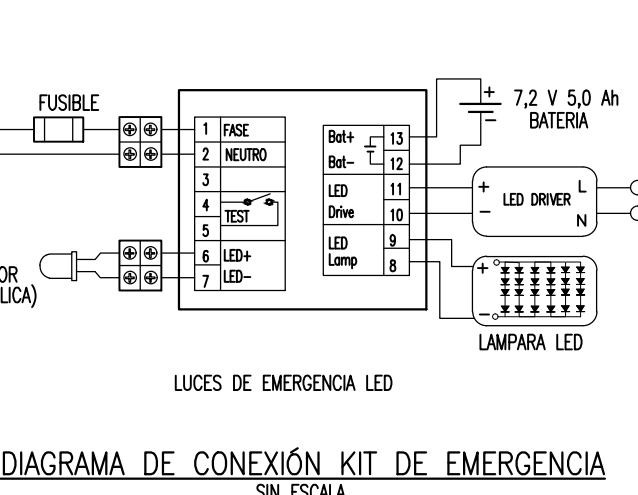 FUSIBLE
7,2 V 5,0 Ah
BATERIA
1 FASE
2 NEUTRO
3
4
TEST
5
6 LED+
7 LED-
Bat+ 13
Bat- 12
LED 11
Drive 10
LED 9
Lamp 8
+
-
+ L
LED DRIVER
- N
+
-
LAMPARA LED
OR
LICA)
LUCES DE EMERGENCIA LED
DIAGRAMA DE CONEXIÓN KIT DE EMERGENCIA
SIN ESCALA